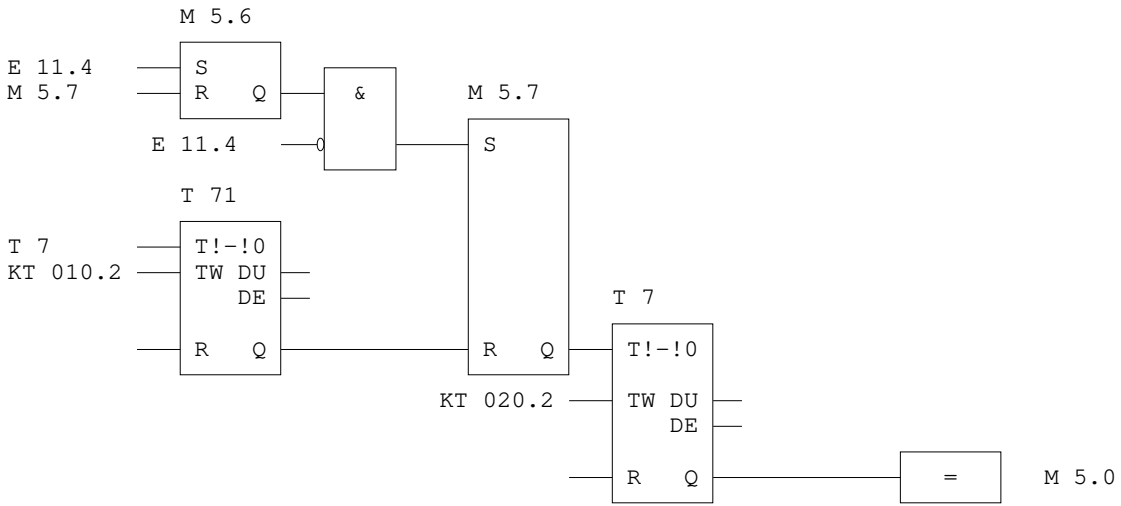 M 5.6
E 11.4 S
M 5.7 R Q & M 5.7
E 11.4 S
T 71
T 7 T!-!0
KT 010.2 TW DU
DE T 7
R Q R Q T!-!0
KT 020.2 TW DU
DE
R Q = M 5.0